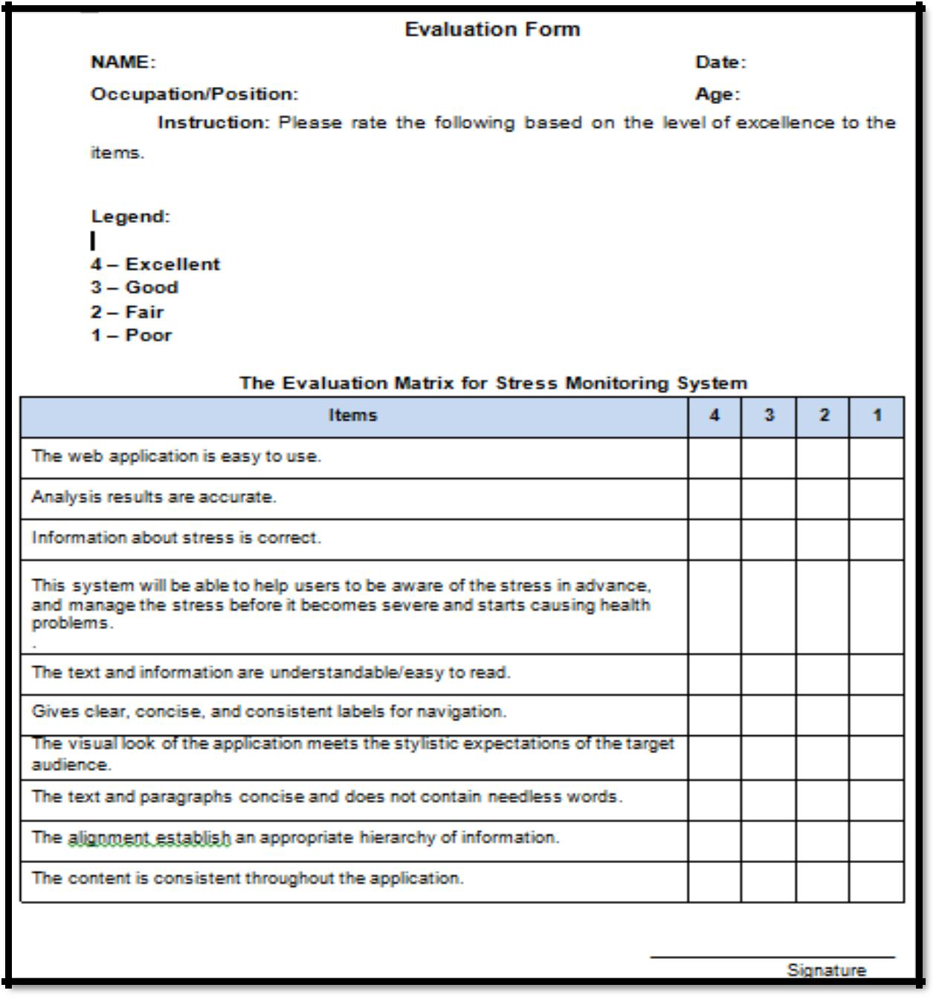 Evaluation Form
NAME: Date:
Occupation/Position: Age:
Instruction: Please rate the following based on the level of excellence to the
items.
Legend:
4 – Excellent
3 – Good
2 – Fair
1 – Poor
The Evaluation Matrix for Stress Monitoring System
Items 4 3 2 1
The web application is easy to use.
Analysis results are accurate.
Information about stress is correct.
This system will be able to help users to be aware of the stress in advance,
and manage the stress before it becomes severe and starts causing health
problems.
.
The text and information are understandable/easy to read.
Gives clear, concise, and consistent labels for navigation.
The visual look of the application meets the stylistic expectations of the target
audience.
The text and paragraphs concise and does not contain needless words.
The alignment establish an appropriate hierarchy of information.
The content is consistent throughout the application.
Signature